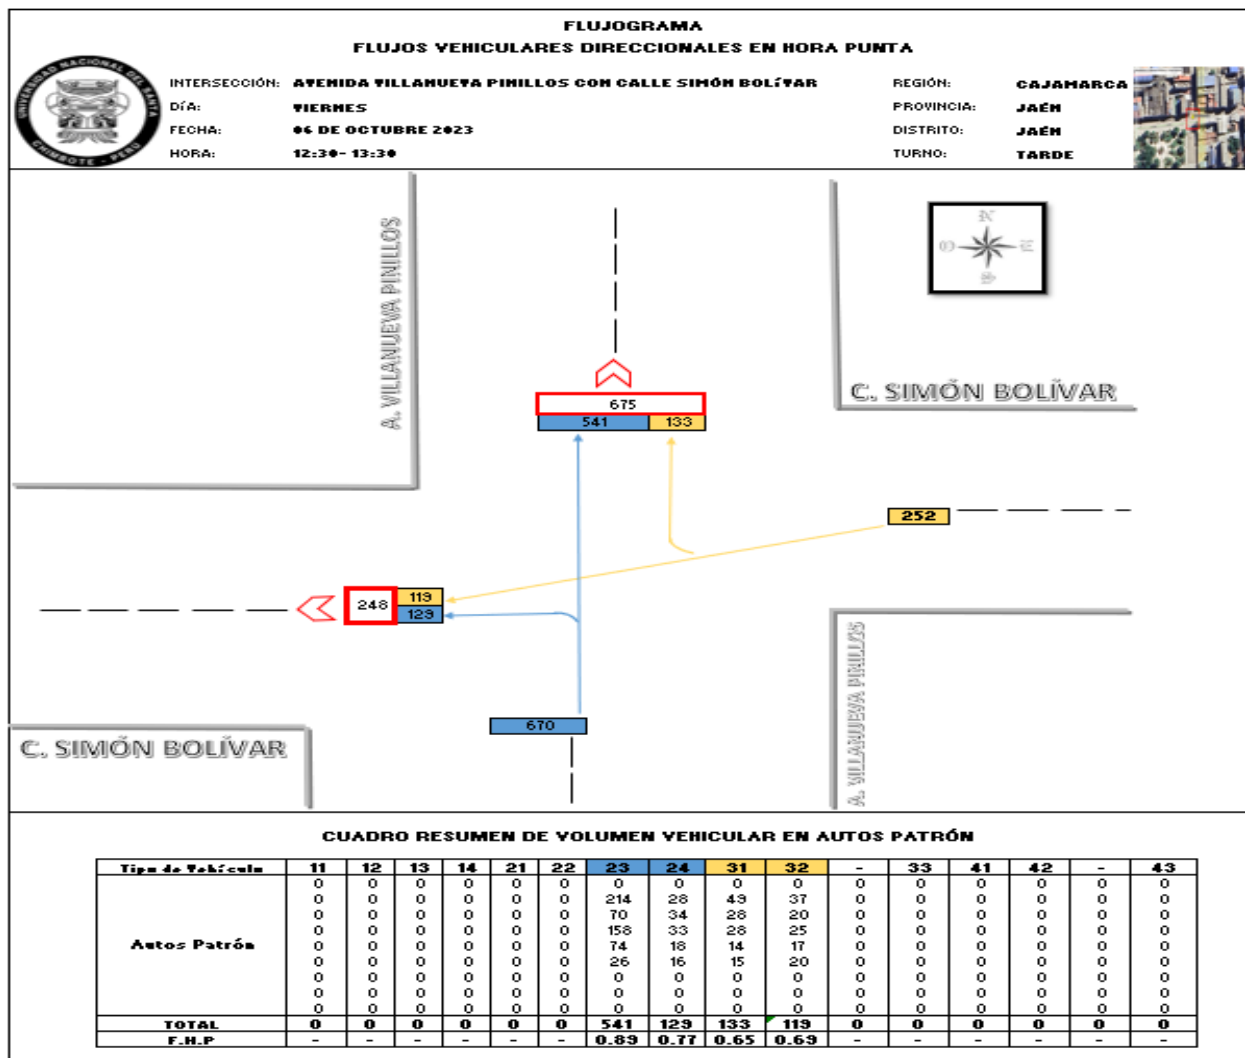 FLUJOGRAMA
FLUJOS VEHICULARES DIRECCIONALES EN HORA PUNTA
UNIVERSIDAD NACIONAL DEL SANTA
CHIMBOTE - PERU
INTERSECCIÓN: AVENIDA VILLANUEVA PINILLOS CON CALLE SIMÓN BOLÍVAR REGIÓN: CAJAMARCA
DÍA: VIERNES PROVINCIA: JAÉN
FECHA: 06 DE OCTUBRE 2023 DISTRITO: JAÉN
HORA: 12:30- 13:30 TURNO: TARDE
A. VILLANUEVA PINILLOS
N
O E
S
675
541 133
C. SIMÓN BOLÍVAR
252
248 119
129
A. VILLANUEVA PINILLOS
670
C. SIMÓN BOLÍVAR
CUADRO RESUMEN DE VOLUMEN VEHICULAR EN AUTOS PATRÓN
Tipo de Vehículo 11 12 13 14 21 22 23 24 31 32 - 33 41 42 - 43
0 0 0 0 0 0 0 0 0 0 0 0 0 0 0 0
0 0 0 0 0 0 214 28 49 37 0 0 0 0 0 0
0 0 0 0 0 0 70 34 28 20 0 0 0 0 0 0
0 0 0 0 0 0 158 33 28 25 0 0 0 0 0 0
Autos Patrón 0 0 0 0 0 0 74 18 14 17 0 0 0 0 0 0
0 0 0 0 0 0 26 16 15 20 0 0 0 0 0 0
0 0 0 0 0 0 0 0 0 0 0 0 0 0 0 0
0 0 0 0 0 0 0 0 0 0 0 0 0 0 0 0
0 0 0 0 0 0 0 0 0 0 0 0 0 0 0 0
TOTAL 0 0 0 0 0 0 541 129 133 119 0 0 0 0 0 0
F.H.P - - - - - - 0.89 0.77 0.65 0.69 - - - - - -